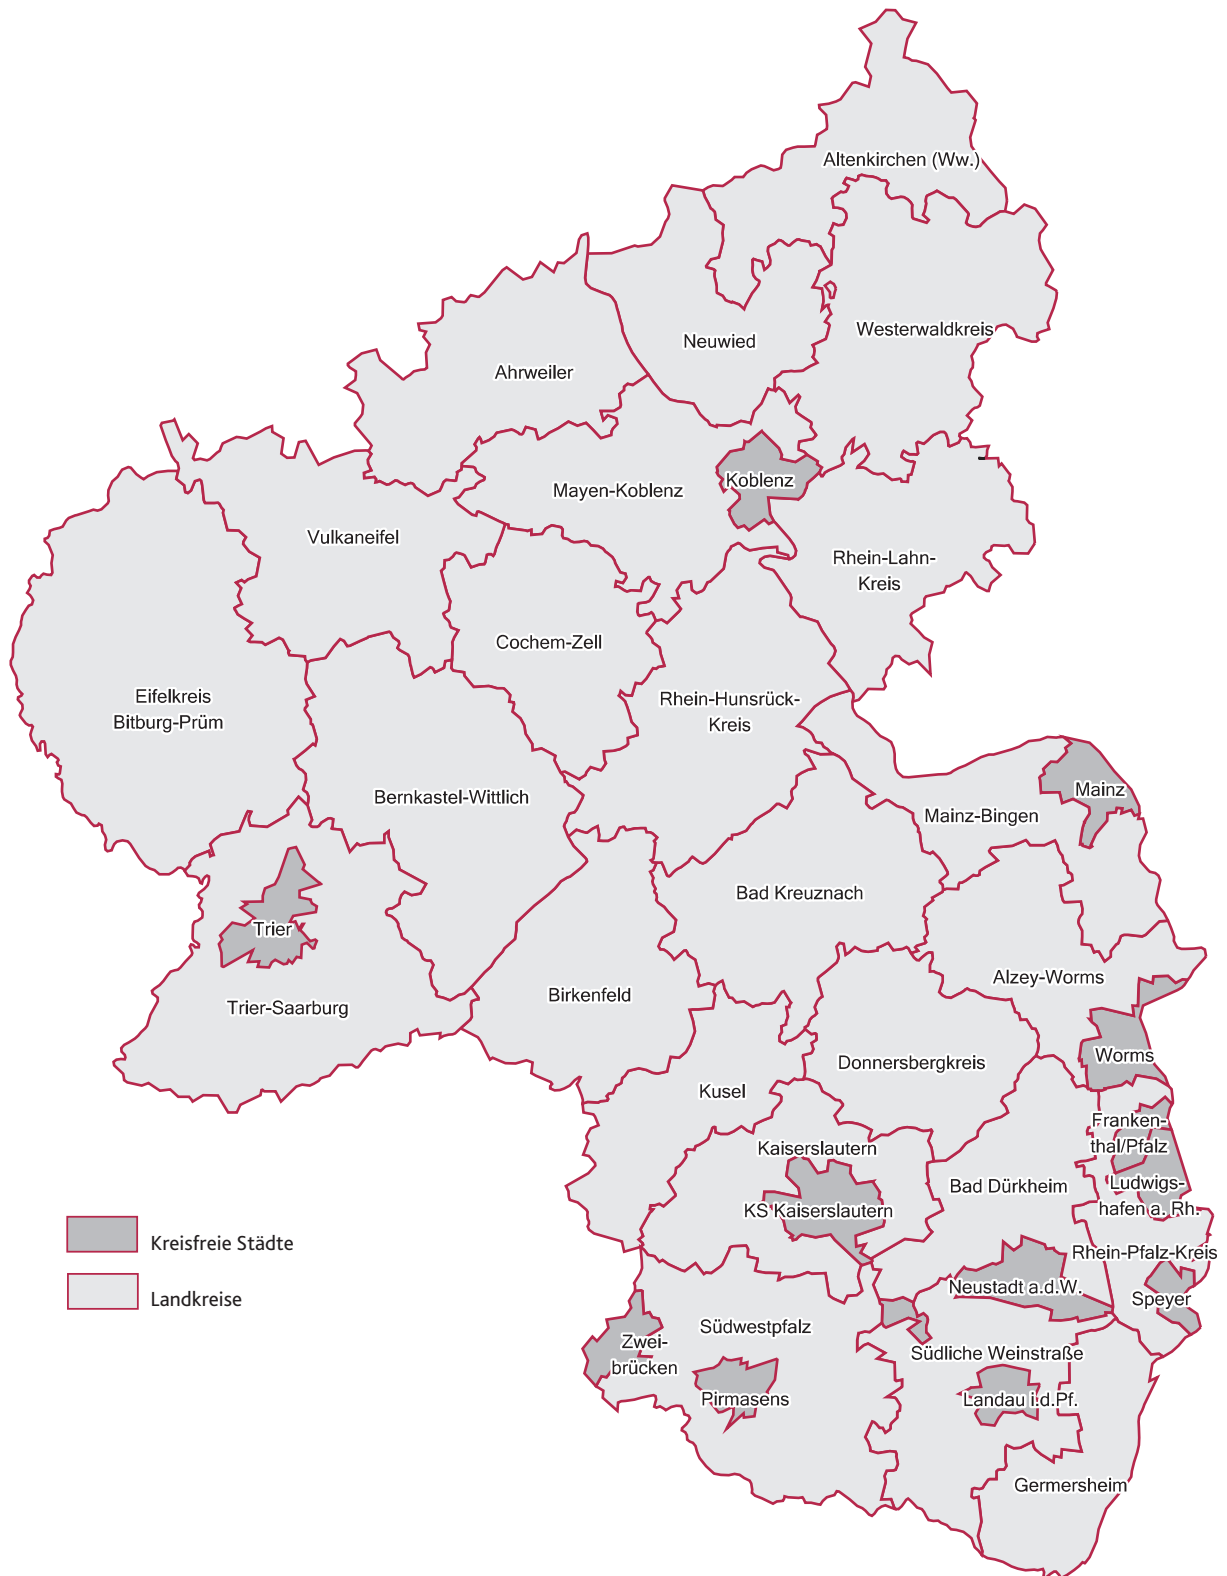 Altenkirchen (Ww.)
Westerwaldkreis
Neuwied
Ahrweiler
Koblenz
Mayen-Koblenz
Vulkaneifel
Rhein-Lahn-
Kreis
Cochem-Zell
Eifelkreis
Bitburg-Prüm
Rhein-Hunsrück-
Kreis
Bernkastel-Wittlich
Mainz
Mainz-Bingen
Bad Kreuznach
Trier
Alzey-Worms
Birkenfeld
Trier-Saarburg
Worms
Donnersbergkreis
Kusel
Franken-
thal/Pfalz
Kaiserslautern
Bad Dürkheim
Ludwigs-
hafen a. Rh.
KS Kaiserslautern
Kreisfreie Städte
Rhein-Pfalz-Kreis
Neustadt a.d.W.
Speyer
Landkreise
Südwestpfalz
Zwei-
brücken
Südliche Weinstraße
Pirmasens
Landau i.d.Pf.
Germersheim